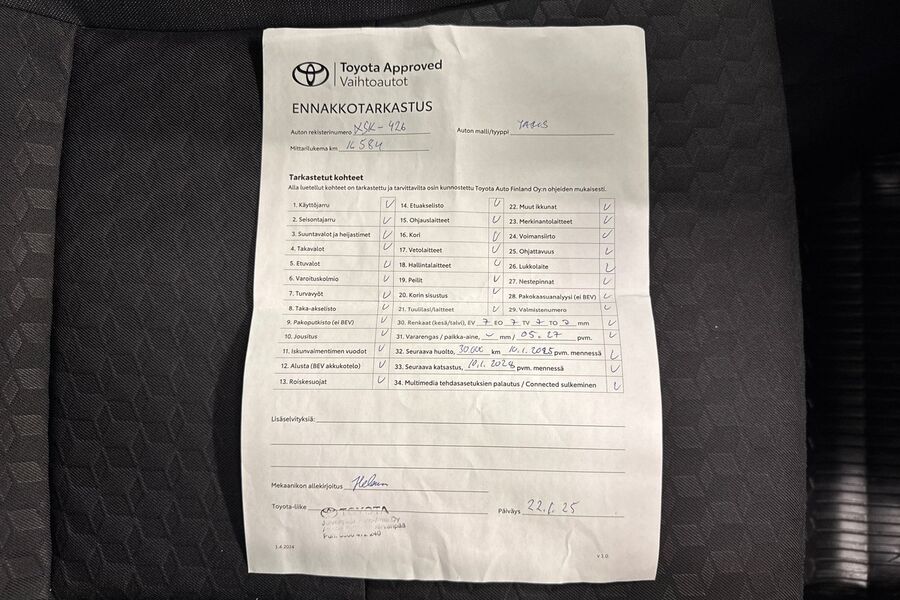 Toyota Approved
Vaihtoautot
ENNAKKOTARKASTUS
Auton rekisterinumero XSK-426 Auton malli/tyyppi YARIS
Mittarilukema km 16584
Tarkastetut kohteet
Alla luetellut kohteet on tarkastettu ja tarvittavilta osin kunnostettu Toyota Auto Finland Oy:n ohjeiden mukaisesti.
1. Käyttöjarru ✓ 14. Etuakselisto ✓ 22. Muut ikkunat ✓
2. Seisontajarru ✓ 15. Ohjauslaitteet ✓ 23. Merkinantolaitteet ✓
3. Suuntavalot ja heijastimet ✓ 16. Kori ✓ 24. Voimansiirto ✓
4. Takavalot ✓ 17. Vetolaitteet ✓ 25. Ohjattavuus ✓
5. Etuvalot ✓ 18. Hallintalaitteet ✓ 26. Lukkolaite ✓
6. Varoituskolmio ✓ 19. Peilit ✓ 27. Nestepinnat ✓
7. Turvavyöt ✓ 20. Korin sisustus ✓ 28. Pakokaasuanalyysi (ei BEV) ✓
8. Taka-akselisto ✓ 21. Tuulilasi/laitteet ✓ 29. Valmistenumero ✓
9. Pakoputkisto (ei BEV) ✓ 30. Renkaat (kesä/talvi), EV 7 EO 7 TV 7 TO 7 mm ✓
10. Jousitus ✓ 31. Vararengas / paikka-aine, ✓ mm / 05.27 pvm. ✓
11. Iskunvaimentimen vuodot ✓ 32. Seuraava huolto, 30000 km 10.1.2025 pvm. mennessä ✓
12. Alusta (BEV akkukotelo) ✓ 33. Seuraava katsastus, 10.1.2028 pvm. mennessä ✓
13. Roiskesuojat ✓ 34. Multimedia tehdasasetuksien palautus / Connected sulkeminen ✓
Lisäselvityksiä:
Mekaanikon allekirjoitus
Toyota-liike TOYOTA Päiväys 22.1.25
Oy
1.4.2024 v 1.0.